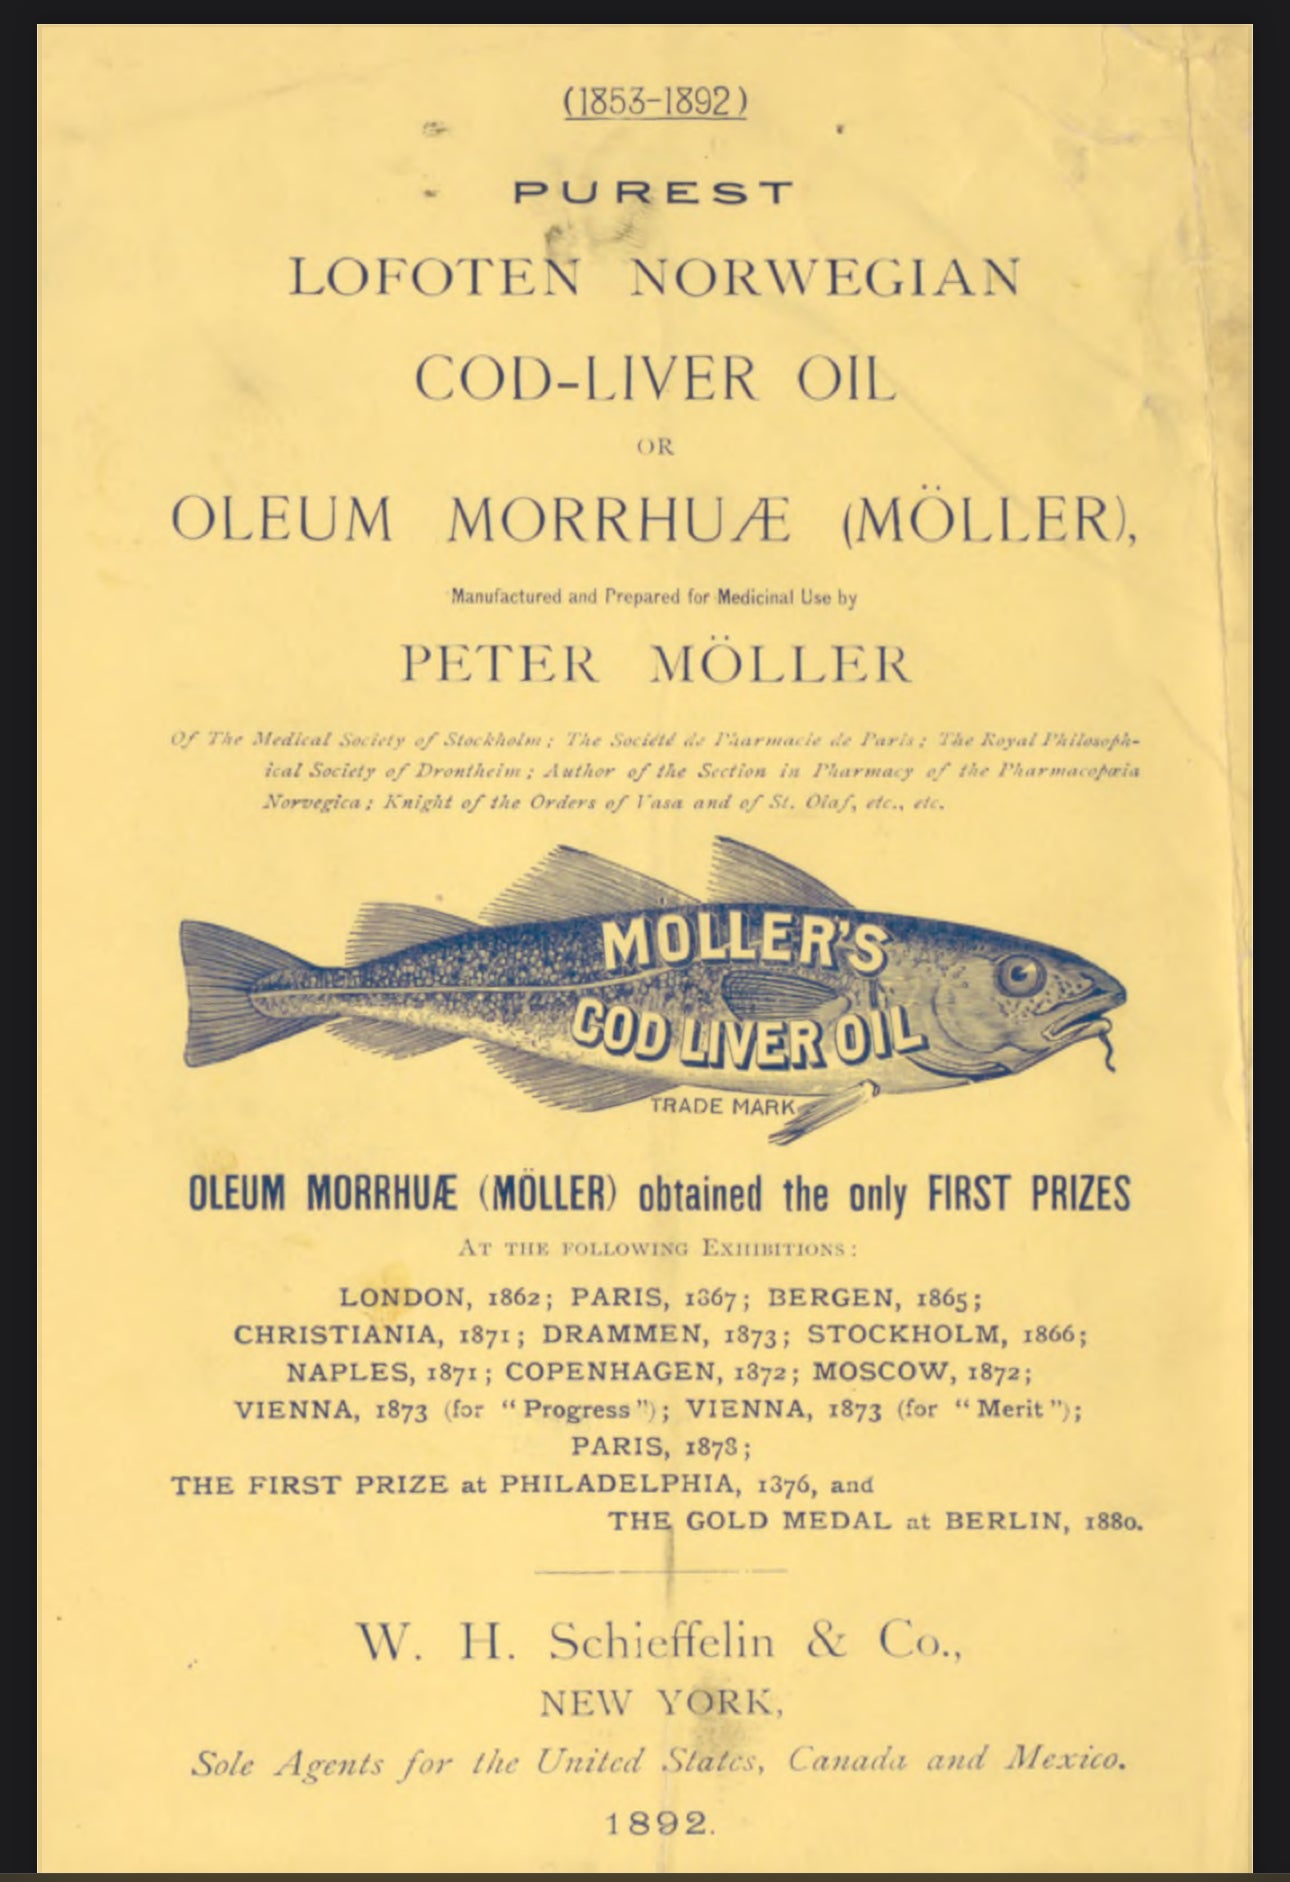 (1853-1892)
PUREST
LOFOTEN NORWEGIAN
COD-LIVER OIL
OR
OLEUM MORRHUÆ (MÖLLER),
Manufactured and Prepared for Medicinal Use by
PETER MÖLLER
Of The Medical Society of Stockholm; The Société de Pharmacie de Paris; The Royal Philosoph-
ical Society of Drontheim; Author of the Section in Pharmacy of the Pharmacopœia
Norvegica; Knight of the Orders of Vasa and of St. Olaf, etc., etc.
MOLLER'S
COD LIVER OIL
TRADE MARK
OLEUM MORRHUÆ (MÖLLER) obtained the only FIRST PRIZES
AT THE FOLLOWING EXHIBITIONS:
LONDON, 1862; PARIS, 1867; BERGEN, 1865;
CHRISTIANIA, 1871; DRAMMEN, 1873; STOCKHOLM, 1866;
NAPLES, 1871; COPENHAGEN, 1872; MOSCOW, 1872;
VIENNA, 1873 (for "Progress"); VIENNA, 1873 (for "Merit");
PARIS, 1878;
THE FIRST PRIZE at PHILADELPHIA, 1876, and
THE GOLD MEDAL at BERLIN, 1880.
W. H. Schieffelin & Co.,
NEW YORK,
Sole Agents for the United States, Canada and Mexico.
1892.